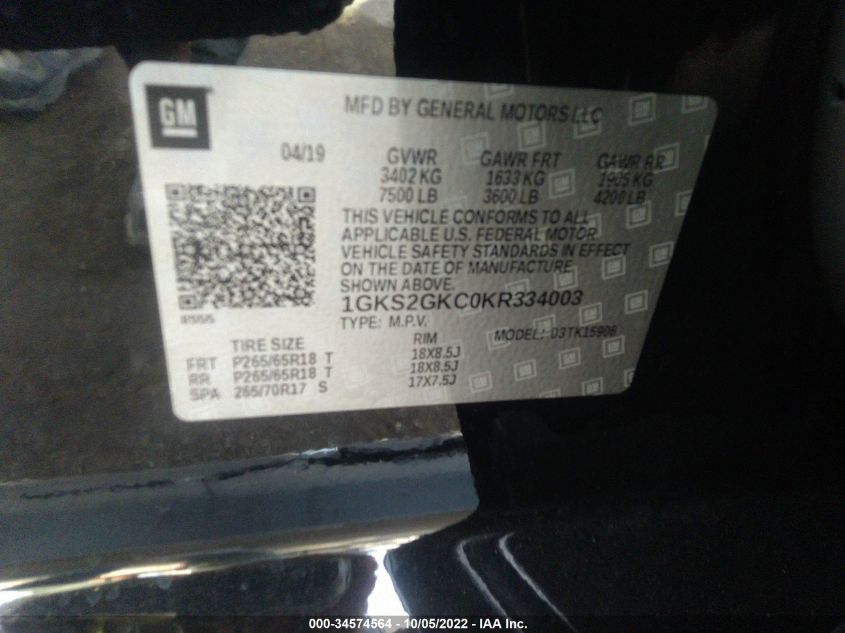 GM
MFD BY GENERAL MOTORS LLC
04/19 GVWR GAWR FRT GAWR RR
3402 KG 1633 KG 1905 KG
7500 LB 3600 LB 4200 LB
THIS VEHICLE CONFORMS TO ALL
APPLICABLE U.S. FEDERAL MOTOR
VEHICLE SAFETY STANDARDS IN EFFECT
ON THE DATE OF MANUFACTURE
SHOWN ABOVE.
1GKS2GKC0KR334003
TYPE: M.P.V. MODEL: D3TK15906
TIRE SIZE RIM
FRT P265/65R18 T 18X8.5J
RR P265/65R18 T 18X8.5J
SPA 265/70R17 S 17X7.5J
000-34574564 - 10/05/2022 - IAA Inc.